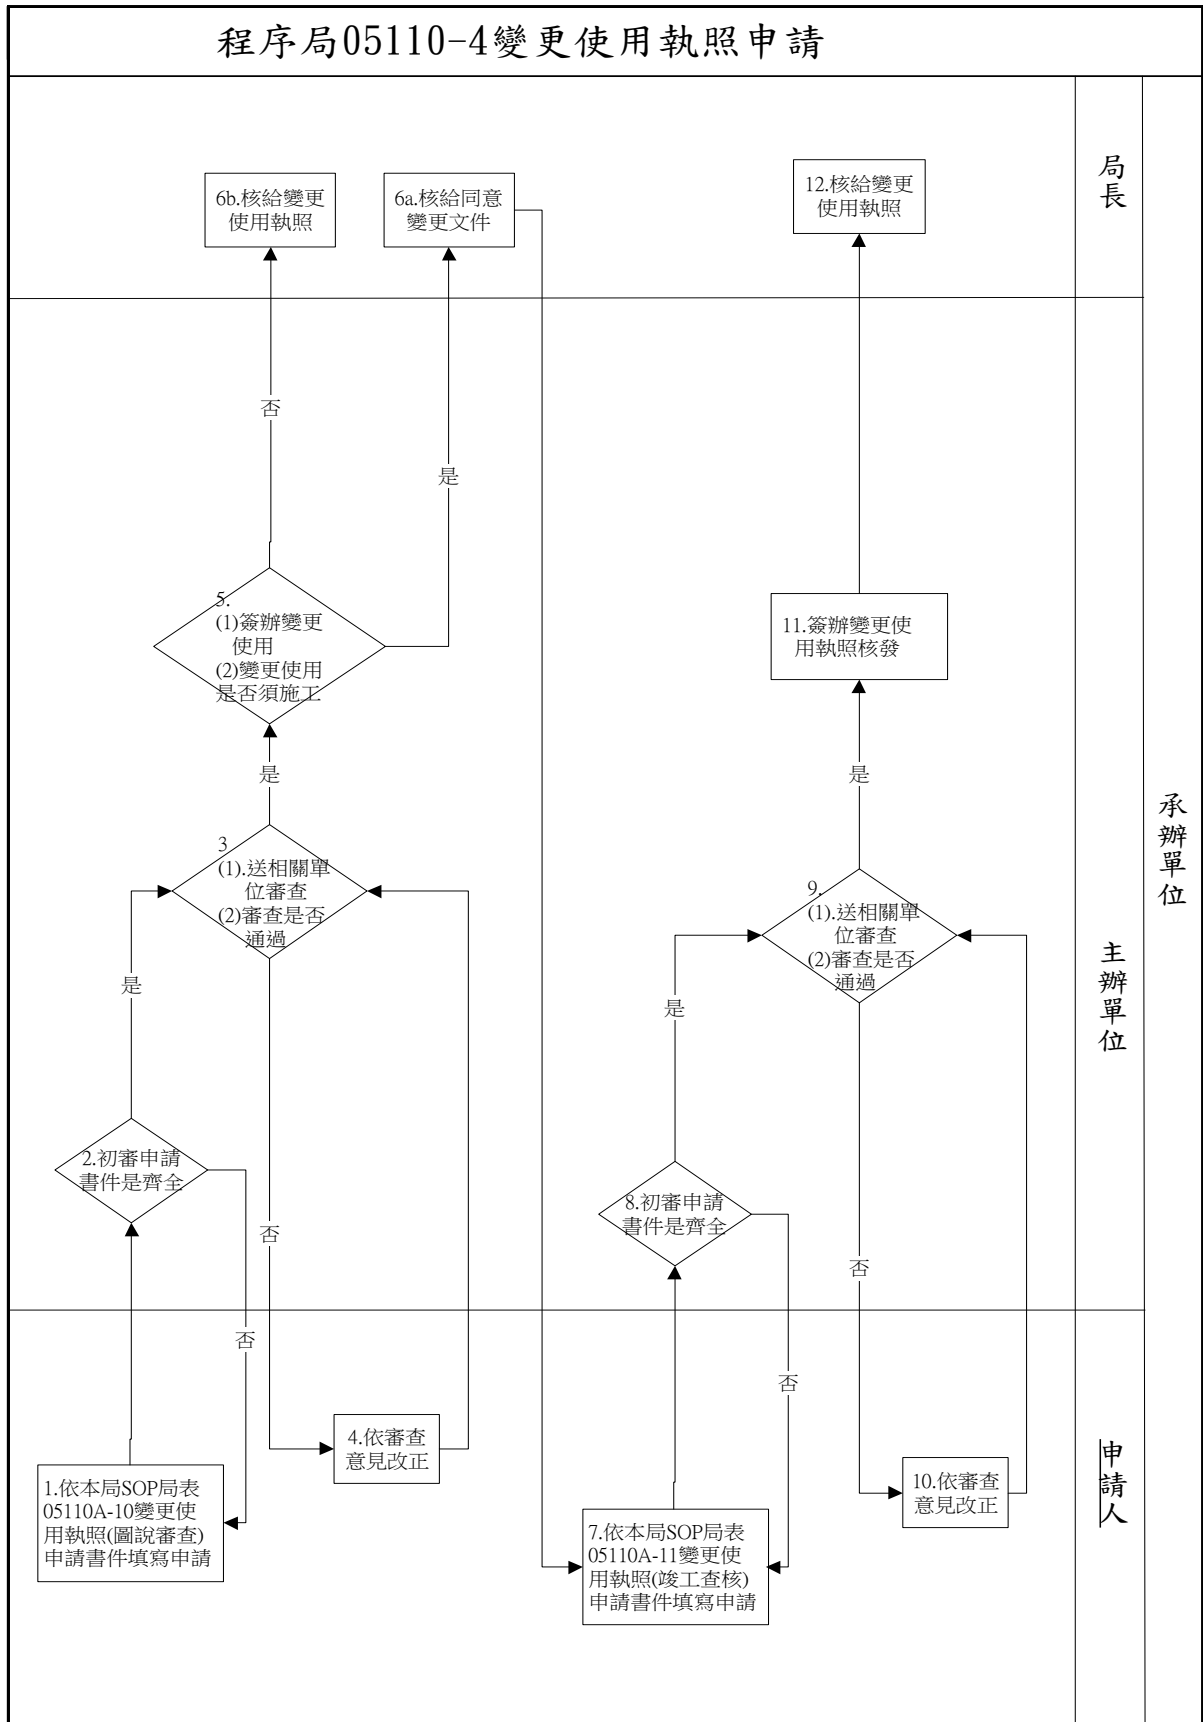 程序局05110-4變更使用執照申請
局
長
6b.核給變更
使用執照
6a.核給同意
變更文件
12.核給變更
使用執照
否
是
5.
(1)簽辦變更
使用
(2)變更使用
是否須施工
11.簽辦變更使
用執照核發
是
是
3
(1).送相關單
位審查
(2)審查是否
通過
9.
(1).送相關單
位審查
(2)審查是否
通過
承
辦
單
位
主
辦
單
位
是
是
2.初審申請
書件是齊全
8.初審申請
書件是齊全
否
否
否
否
4.依審查
意見改正
10.依審查
意見改正
1.依本局SOP局表
05110A-10變更使
用執照(圖說審查)
申請書件填寫申請
7.依本局SOP局表
05110A-11變更使
用執照(竣工查核)
申請書件填寫申請
申
請
人